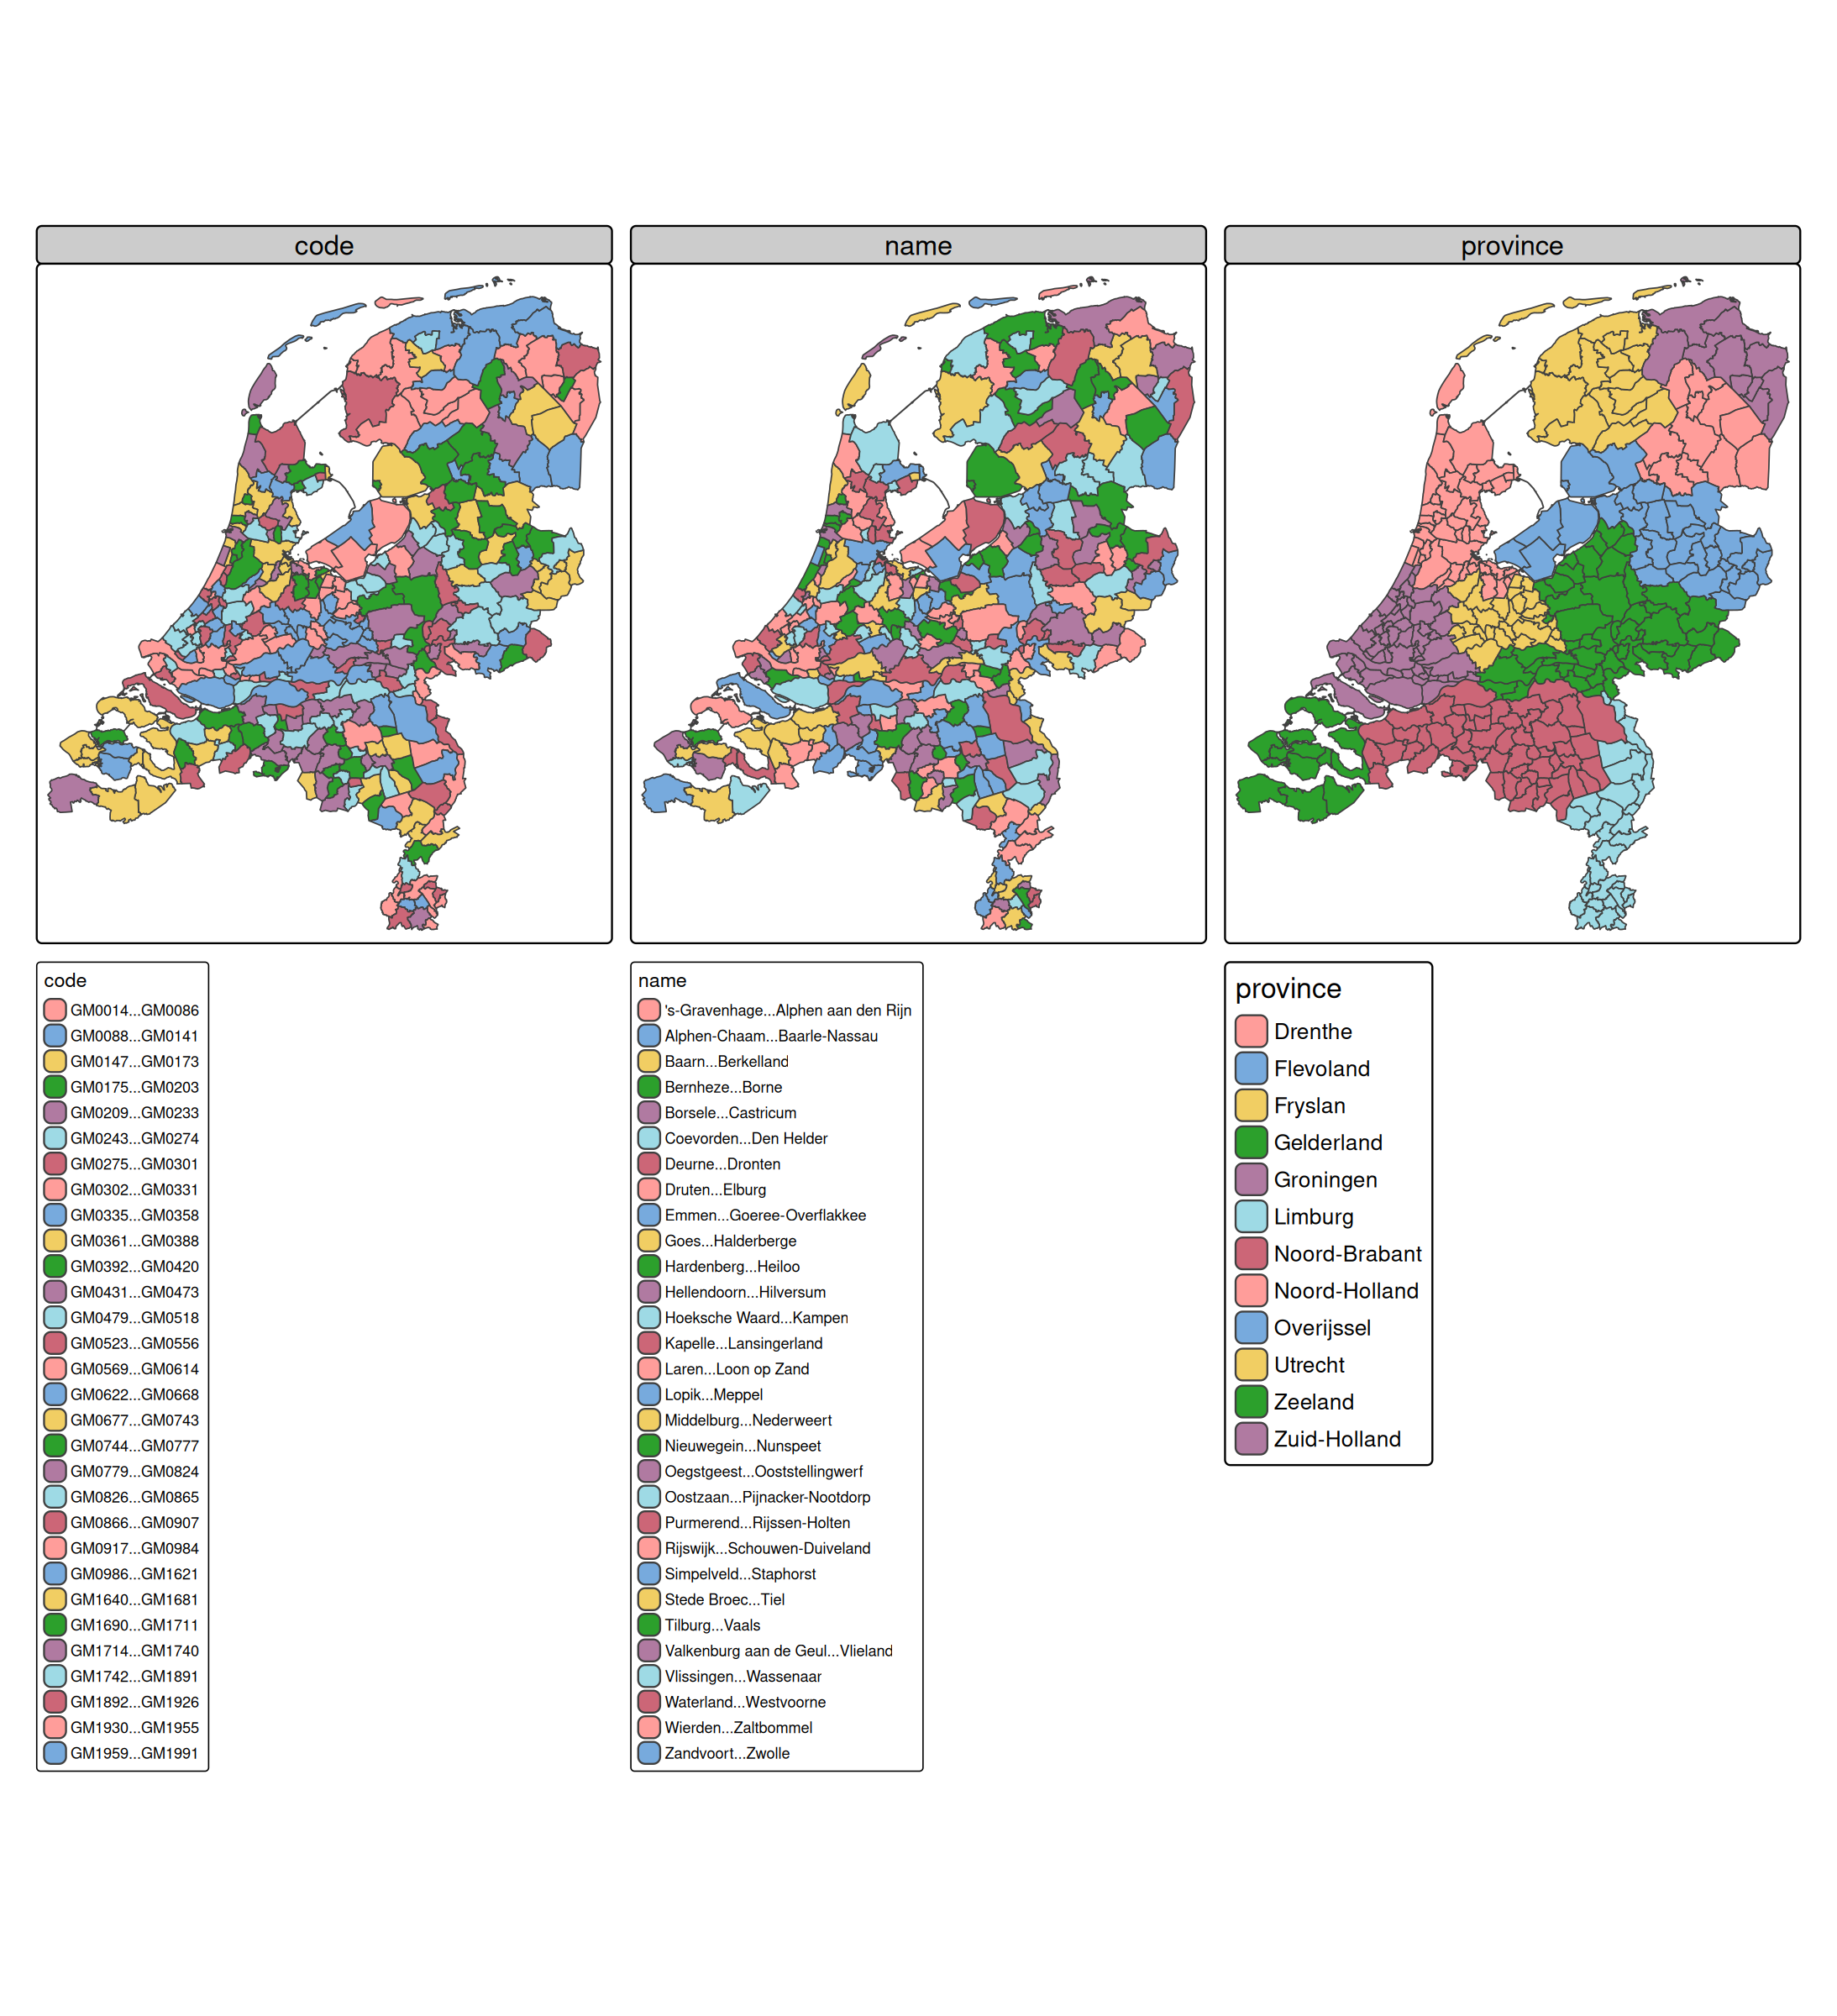 code
name
province
code
GM0014...GM0086
GM0088...GM0141
GM0147...GM0173
GM0175...GM0203
GM0209...GM0233
GM0243...GM0274
GM0275...GM0301
GM0302...GM0331
GM0335...GM0358
GM0361...GM0388
GM0392...GM0420
GM0431...GM0473
GM0479...GM0518
GM0523...GM0556
GM0569...GM0614
GM0622...GM0668
GM0677...GM0743
GM0744...GM0777
GM0779...GM0824
GM0826...GM0865
GM0866...GM0907
GM0917...GM0984
GM0986...GM1621
GM1640...GM1681
GM1690...GM1711
GM1714...GM1740
GM1742...GM1891
GM1892...GM1926
GM1930...GM1955
GM1959...GM1991
name
's-Gravenhage...Alphen aan den Rijn
Alphen-Chaam...Baarle-Nassau
Baarn...Berkelland
Bernheze...Borne
Borsele...Castricum
Coevorden...Den Helder
Deurne...Dronten
Druten...Elburg
Emmen...Goeree-Overflakkee
Goes...Halderberge
Hardenberg...Heiloo
Hellendoorn...Hilversum
Hoeksche Waard...Kampen
Kapelle...Lansingerland
Laren...Loon op Zand
Lopik...Meppel
Middelburg...Nederweert
Nieuwegein...Nunspeet
Oegstgeest...Ooststellingwerf
Oostzaan...Pijnacker-Nootdorp
Purmerend...Rijssen-Holten
Rijswijk...Schouwen-Duiveland
Simpelveld...Staphorst
Stede Broec...Tiel
Tilburg...Vaals
Valkenburg aan de Geul...Vlieland
Vlissingen...Wassenaar
Waterland...Westvoorne
Wierden...Zaltbommel
Zandvoort...Zwolle
province
Drenthe
Flevoland
Fryslan
Gelderland
Groningen
Limburg
Noord-Brabant
Noord-Holland
Overijssel
Utrecht
Zeeland
Zuid-Holland